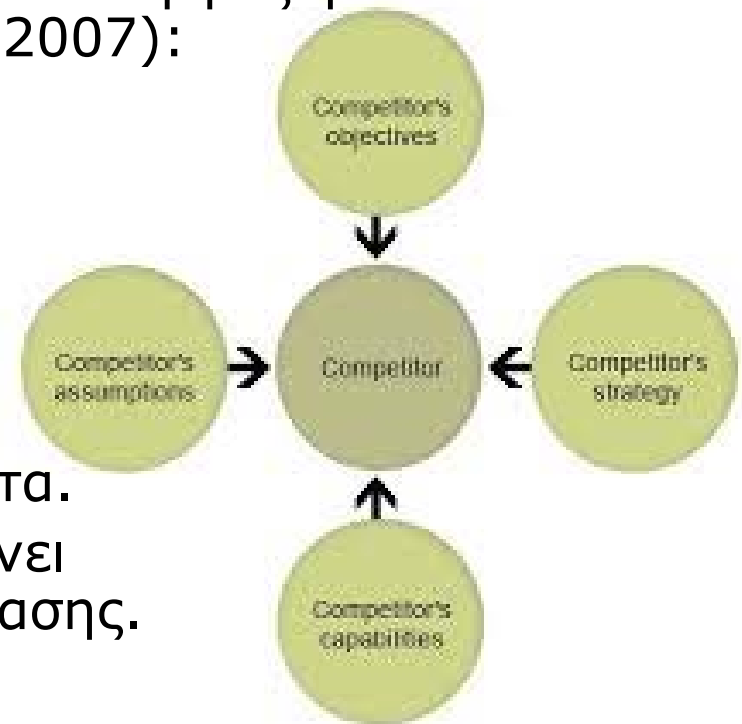 2007):
Competitor's
objectives
Competitor's
assumptions
Competitor
Competitor's
strategy
τα.
νει
ασης.
Competitor's
capabilities